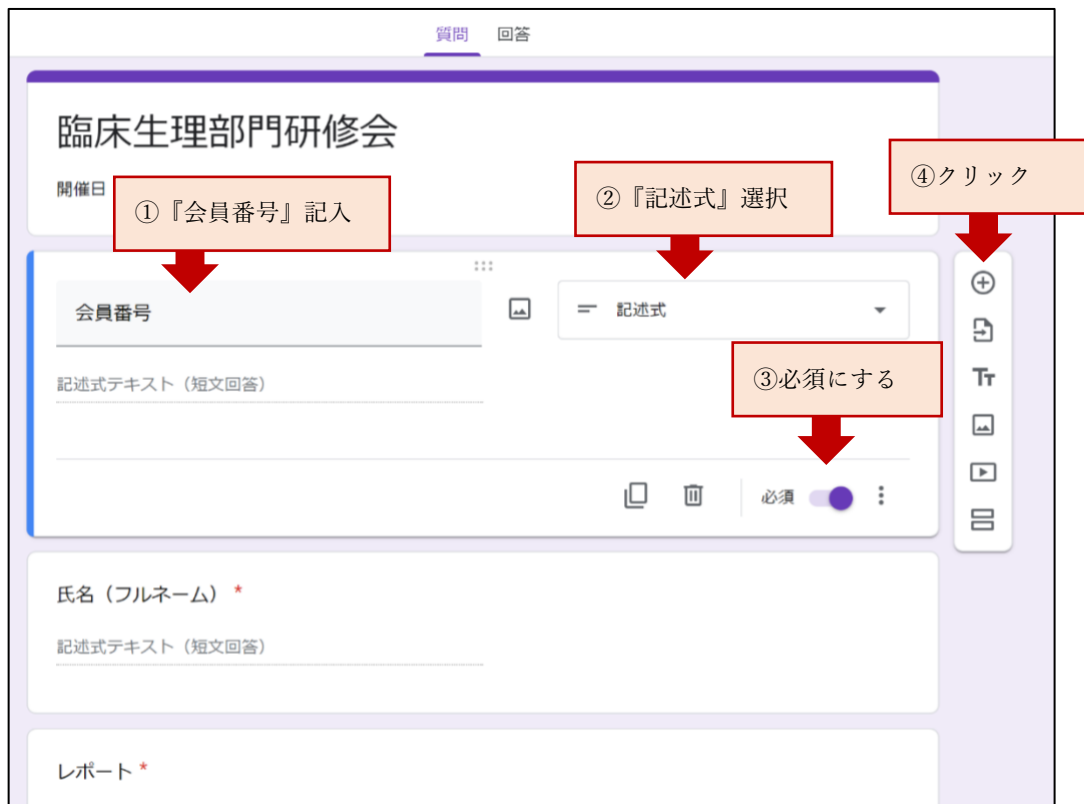 質問 回答
臨床生理部門研修会
開催日
①『会員番号』記入
②『記述式』選択
④クリック
会員番号
記述式
記述式テキスト（短文回答）
③必須にする
Tт
必須
氏名（フルネーム） *
記述式テキスト（短文回答）
レポート *